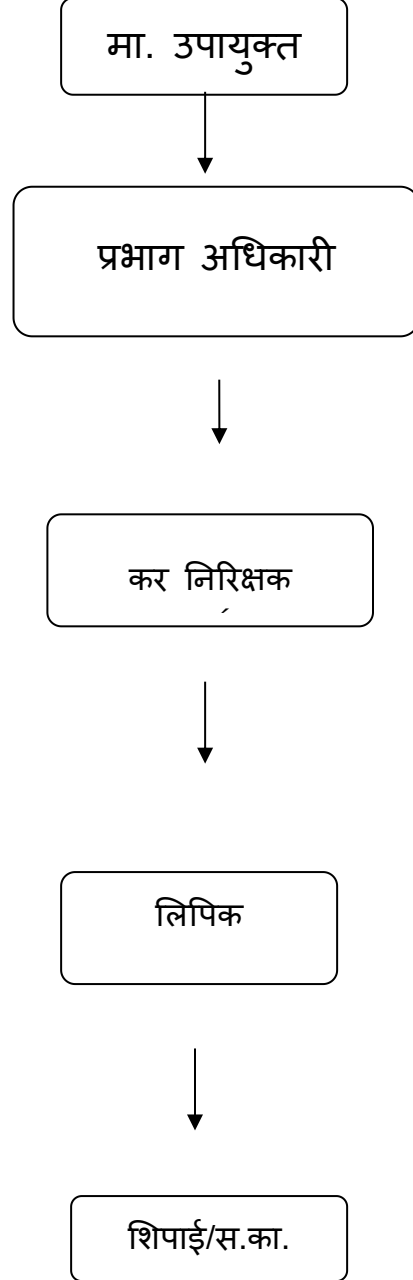 मा. उपायुक्त
प्रभाग अधिकारी
कर निरिक्षक
लिपिक
शिपाई/स.का.